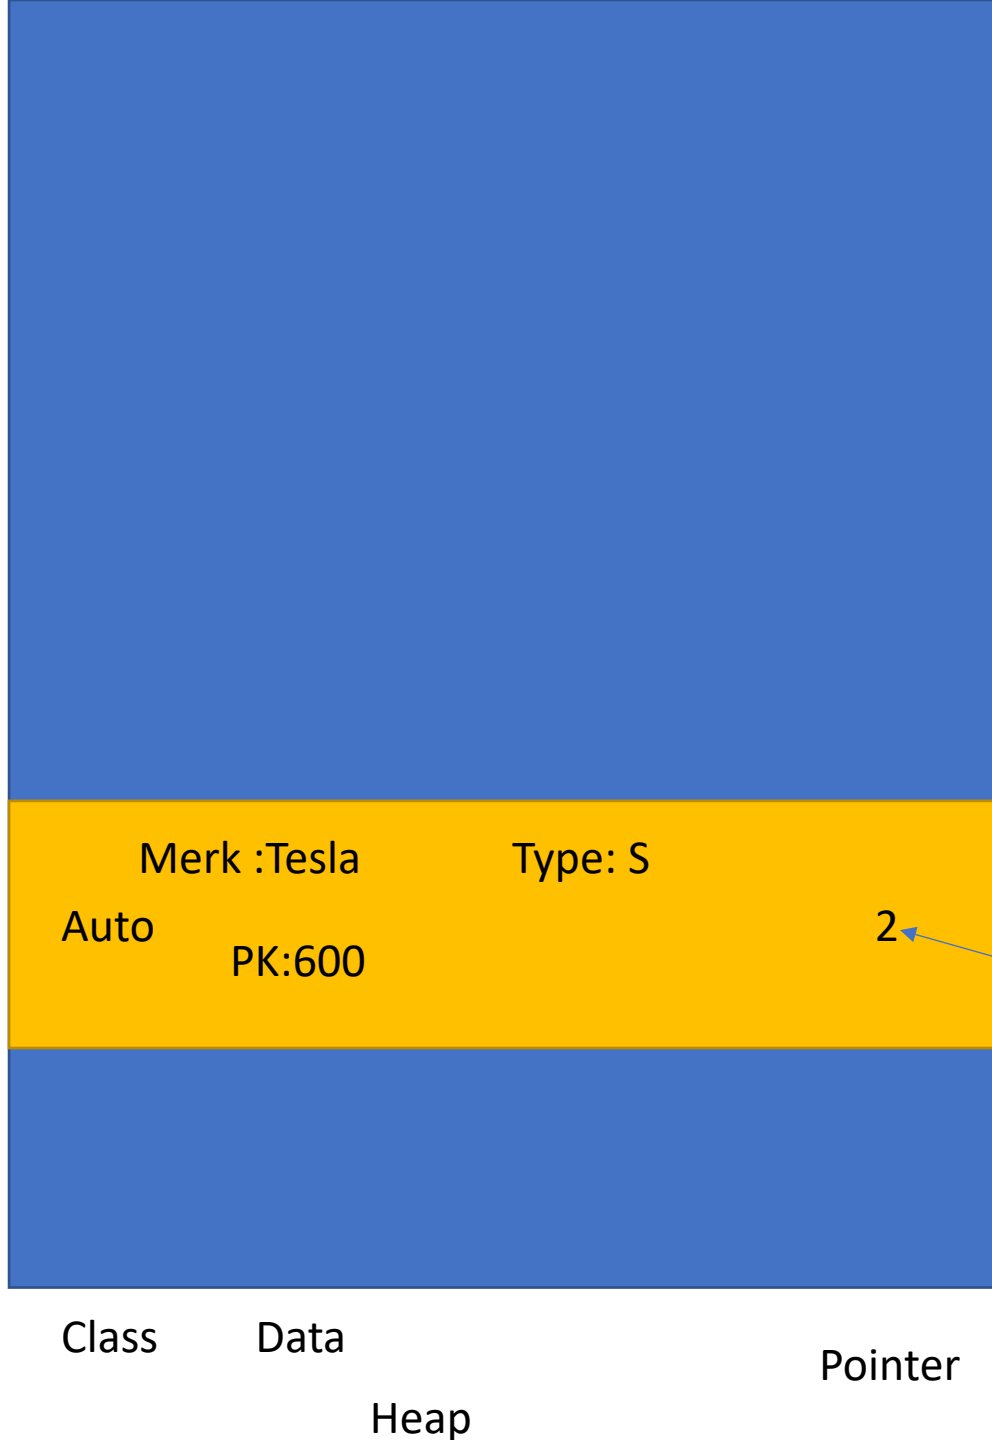 Merk :Tesla Type: S
Auto 2
PK:600
Class Data
Pointer
Heap